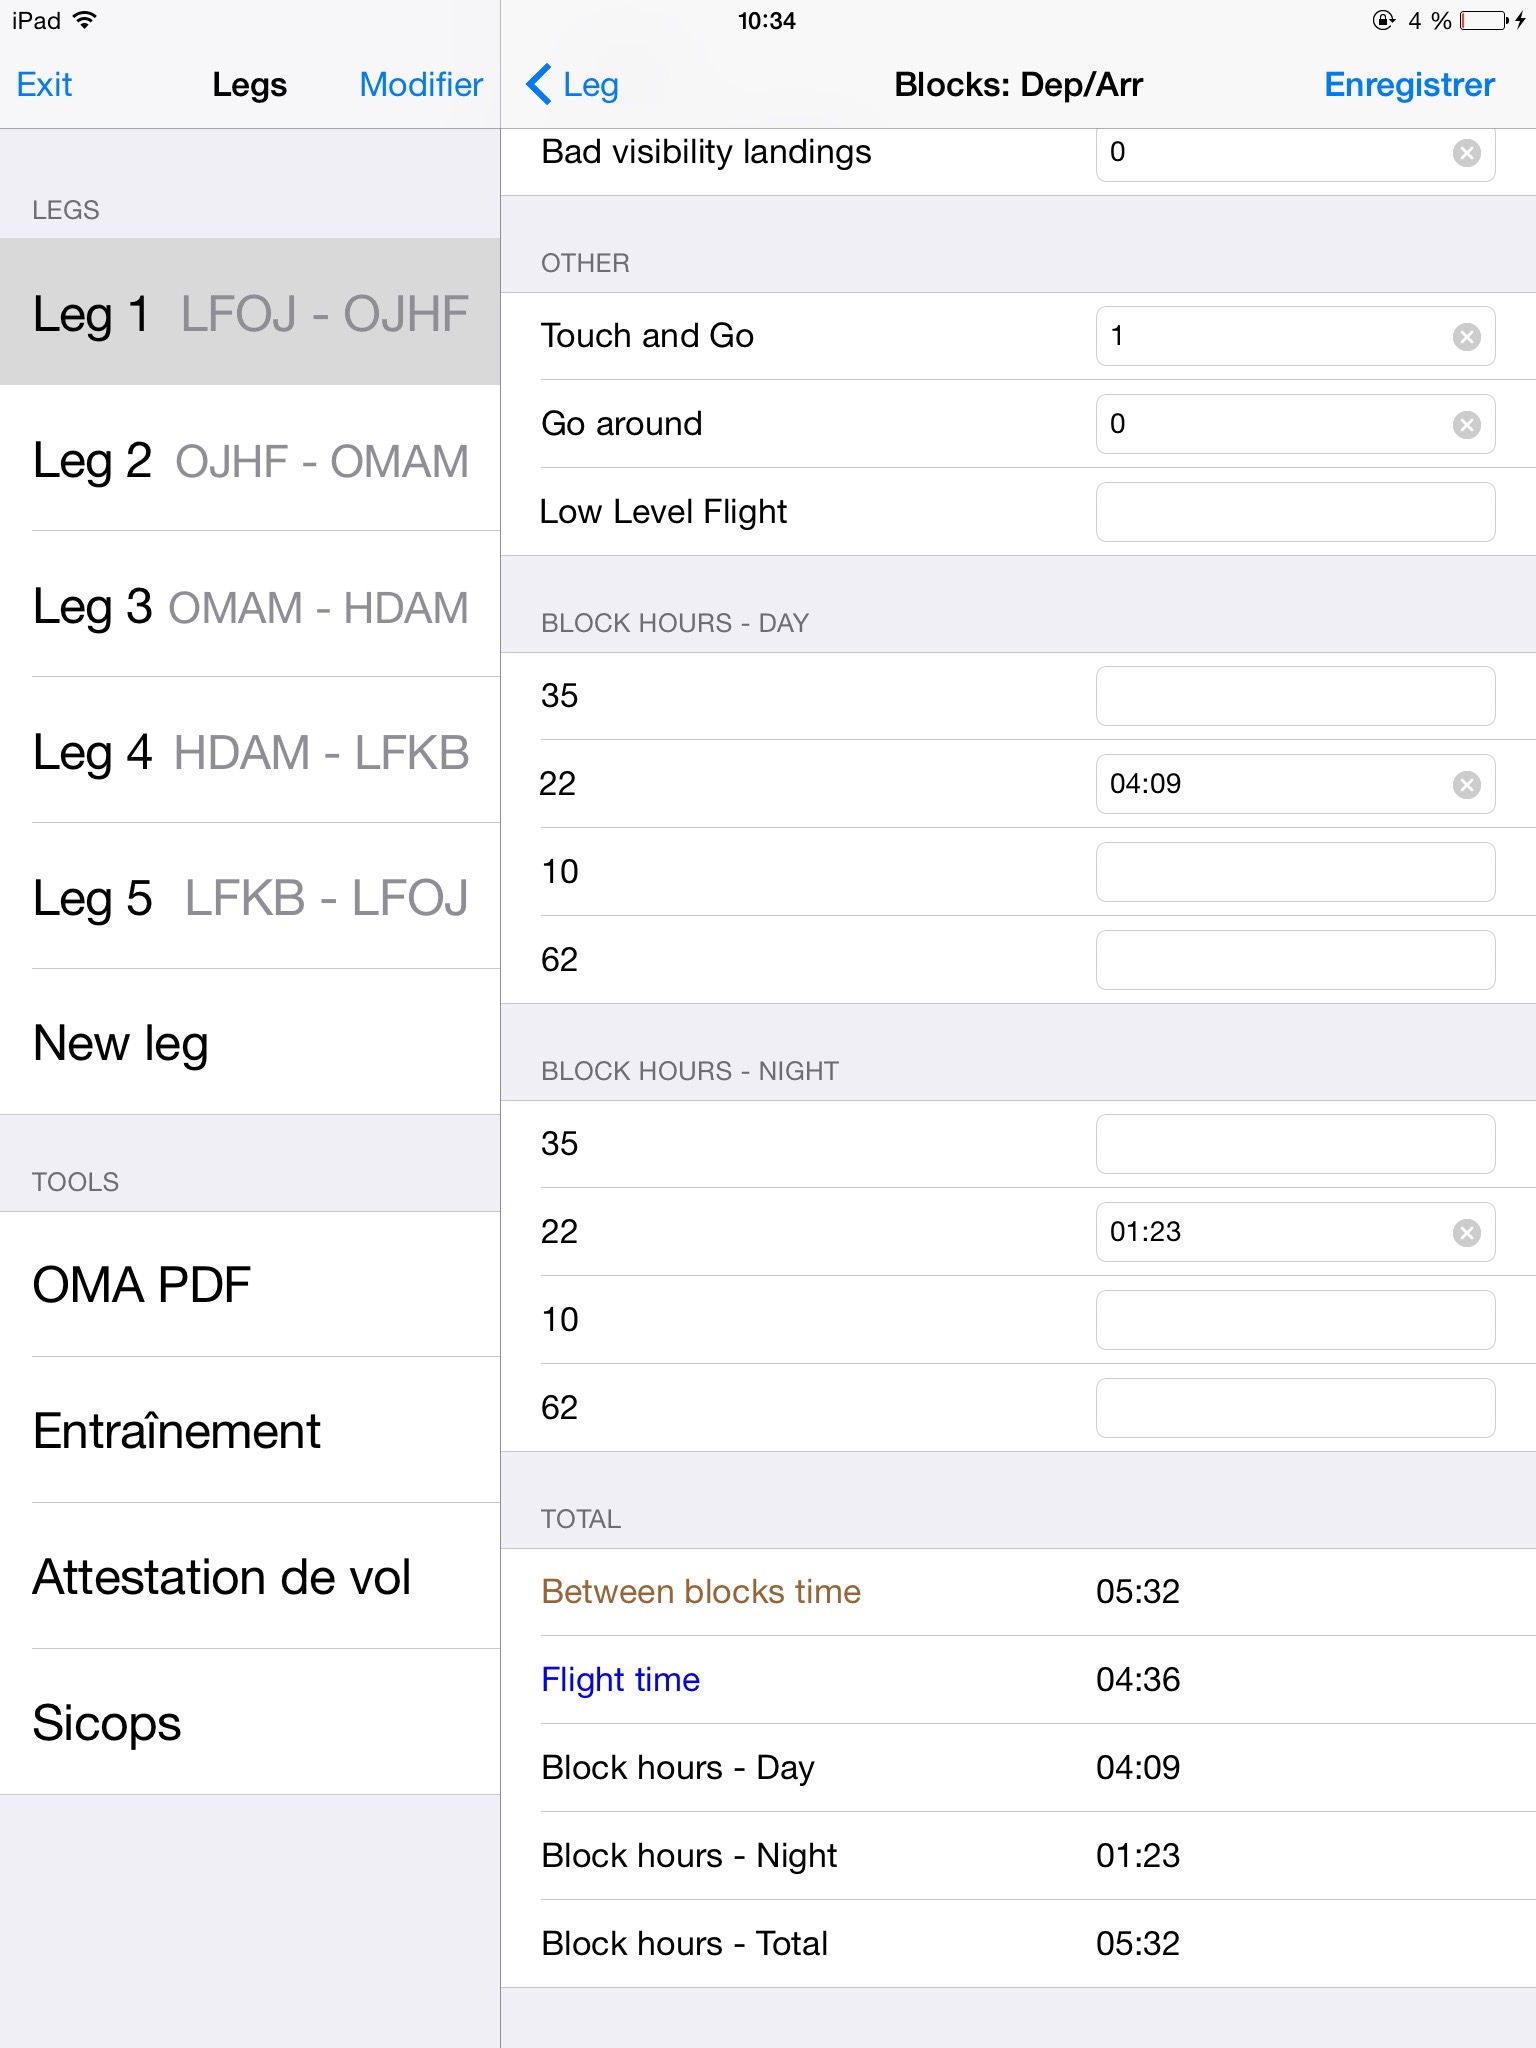 iPad 10:34 4 %
Exit Legs Modifier
LEGS
Leg 1 LFOJ - OJHF
Leg 2 OJHF - OMAM
Leg 3 OMAM - HDAM
Leg 4 HDAM - LFKB
Leg 5 LFKB - LFOJ
New leg
TOOLS
OMA PDF
Entraînement
Attestation de vol
Sicops
Leg Blocks: Dep/Arr Enregistrer
Bad visibility landings 0
OTHER
Touch and Go 1
Go around 0
Low Level Flight
BLOCK HOURS - DAY
35
22 04:09
10
62
BLOCK HOURS - NIGHT
35
22 01:23
10
62
TOTAL
Between blocks time 05:32
Flight time 04:36
Block hours - Day 04:09
Block hours - Night 01:23
Block hours - Total 05:32